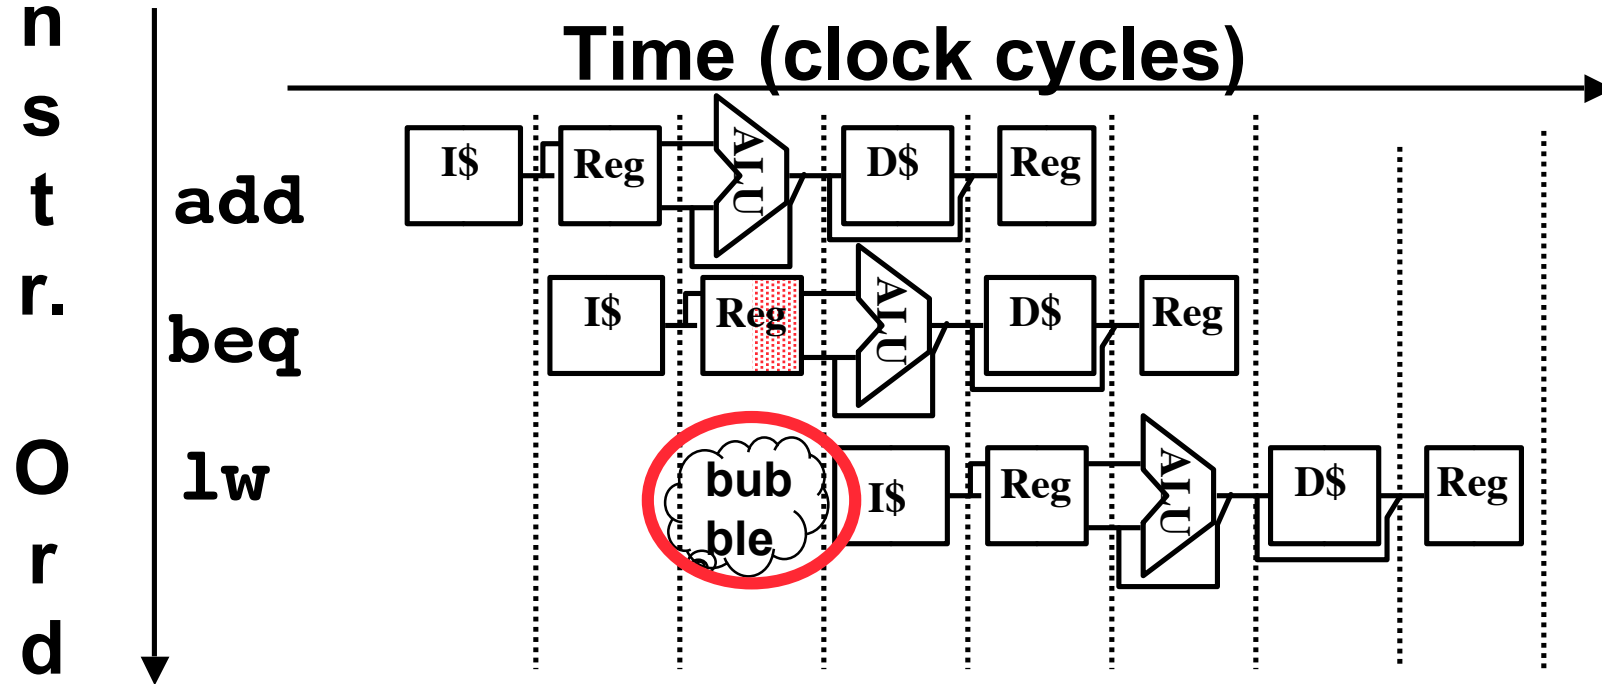 Time (clock cycles)
n
s
t
r.
O
r
d
add
I$ Reg ALU D$ Reg
beq
I$ Reg ALU D$ Reg
lw
bub
ble
I$ Reg ALU D$ Reg